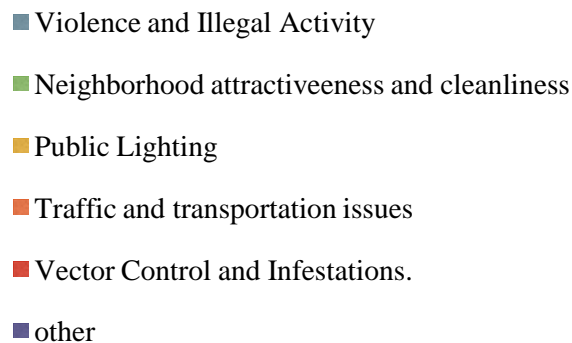 Violence and Illegal Activity
Neighborhood attractiveeness and cleanliness
Public Lighting
Traffic and transportation issues
Vector Control and Infestations.
other